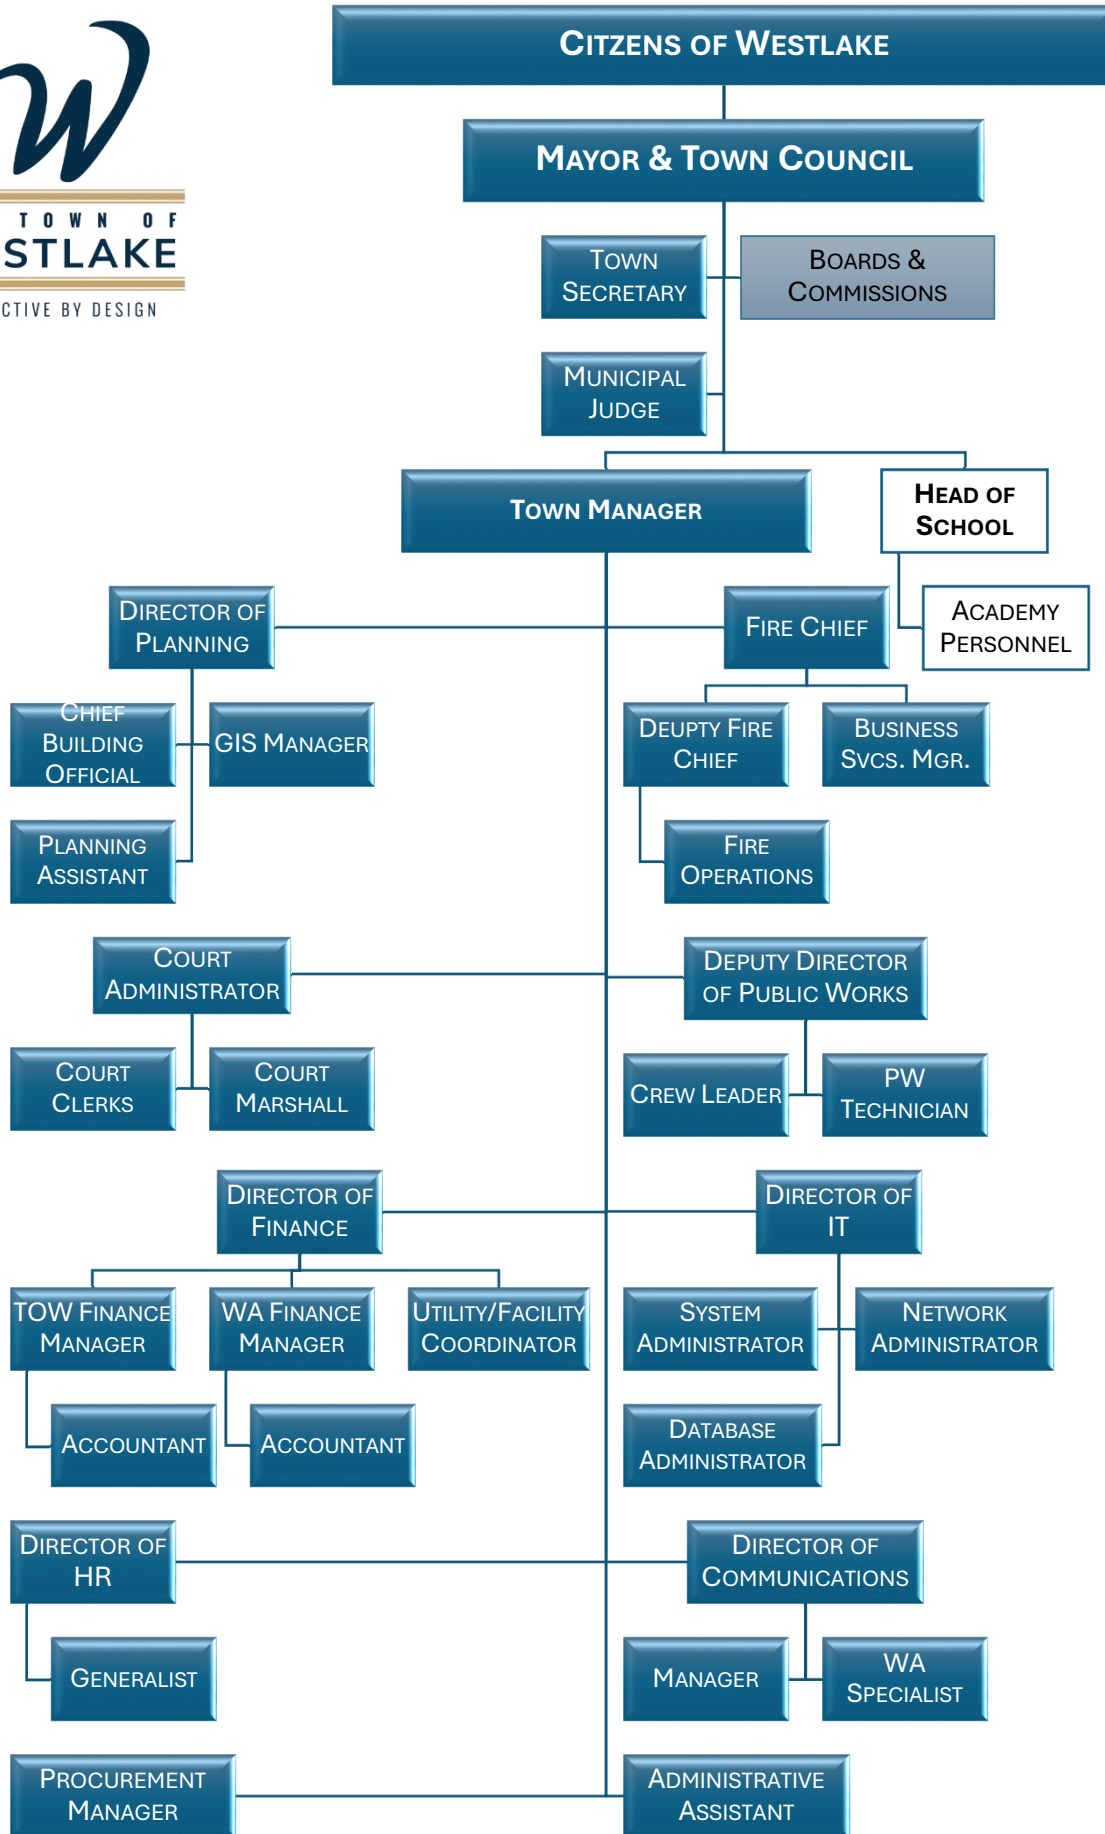 CITZENS OF WESTLAKE
MAYOR & TOWN COUNCIL
W
TOWN OF
STLAKE
CTIVE BY DESIGN
TOWN
SECRETARY
BOARDS &
COMMISSIONS
MUNICIPAL
JUDGE
TOWN MANAGER
HEAD OF
SCHOOL
ACADEMY
PERSONNEL
DIRECTOR OF
PLANNING
FIRE CHIEF
CHIEF
BUILDING
OFFICIAL
GIS MANAGER
DEUPTY FIRE
CHIEF
BUSINESS
SVCS. MGR.
PLANNING
ASSISTANT
FIRE
OPERATIONS
COURT
ADMINISTRATOR
DEPUTY DIRECTOR
OF PUBLIC WORKS
COURT
CLERKS
COURT
MARSHALL
CREW LEADER
PW
TECHNICIAN
DIRECTOR OF
FINANCE
DIRECTOR OF
IT
TOW FINANCE
MANAGER
WA FINANCE
MANAGER
UTILITY/FACILITY
COORDINATOR
SYSTEM
ADMINISTRATOR
NETWORK
ADMINISTRATOR
ACCOUNTANT
ACCOUNTANT
DATABASE
ADMINISTRATOR
DIRECTOR OF
HR
DIRECTOR OF
COMMUNICATIONS
GENERALIST
MANAGER
WA
SPECIALIST
PROCUREMENT
MANAGER
ADMINISTRATIVE
ASSISTANT